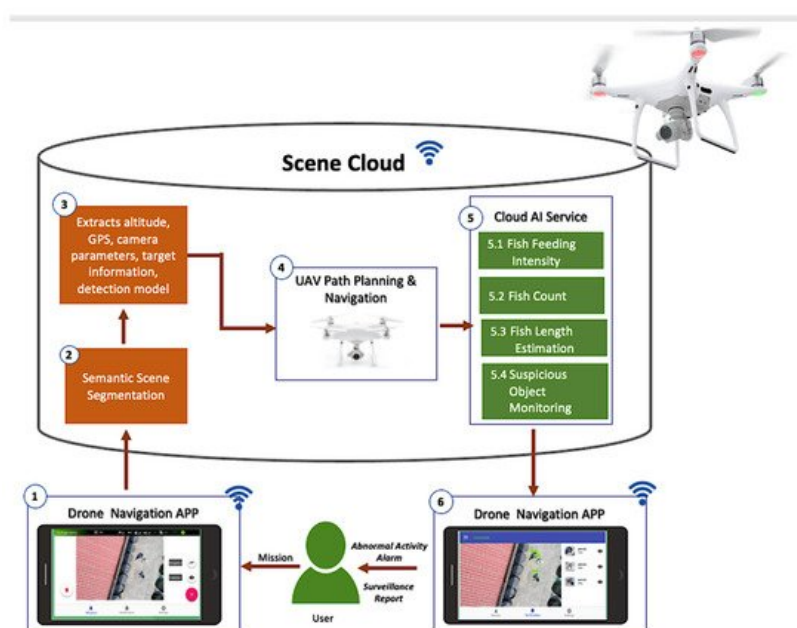 Scene Cloud
3
Extracts altitude,
GPS, camera
parameters, target
information,
detection model
4
UAV Path Planning &
Navigation
5
Cloud AI Service
5.1 Fish Feeding
Intensity
5.2 Fish Count
5.3 Fish Length
Estimation
5.4 Suspicious
Object
Monitoring
2
Semantic Scene
Segmentation
1
Drone Navigation APP
Mission
User
Abnormal Activity
Alarm
Surveillance
Report
6
Drone Navigation APP